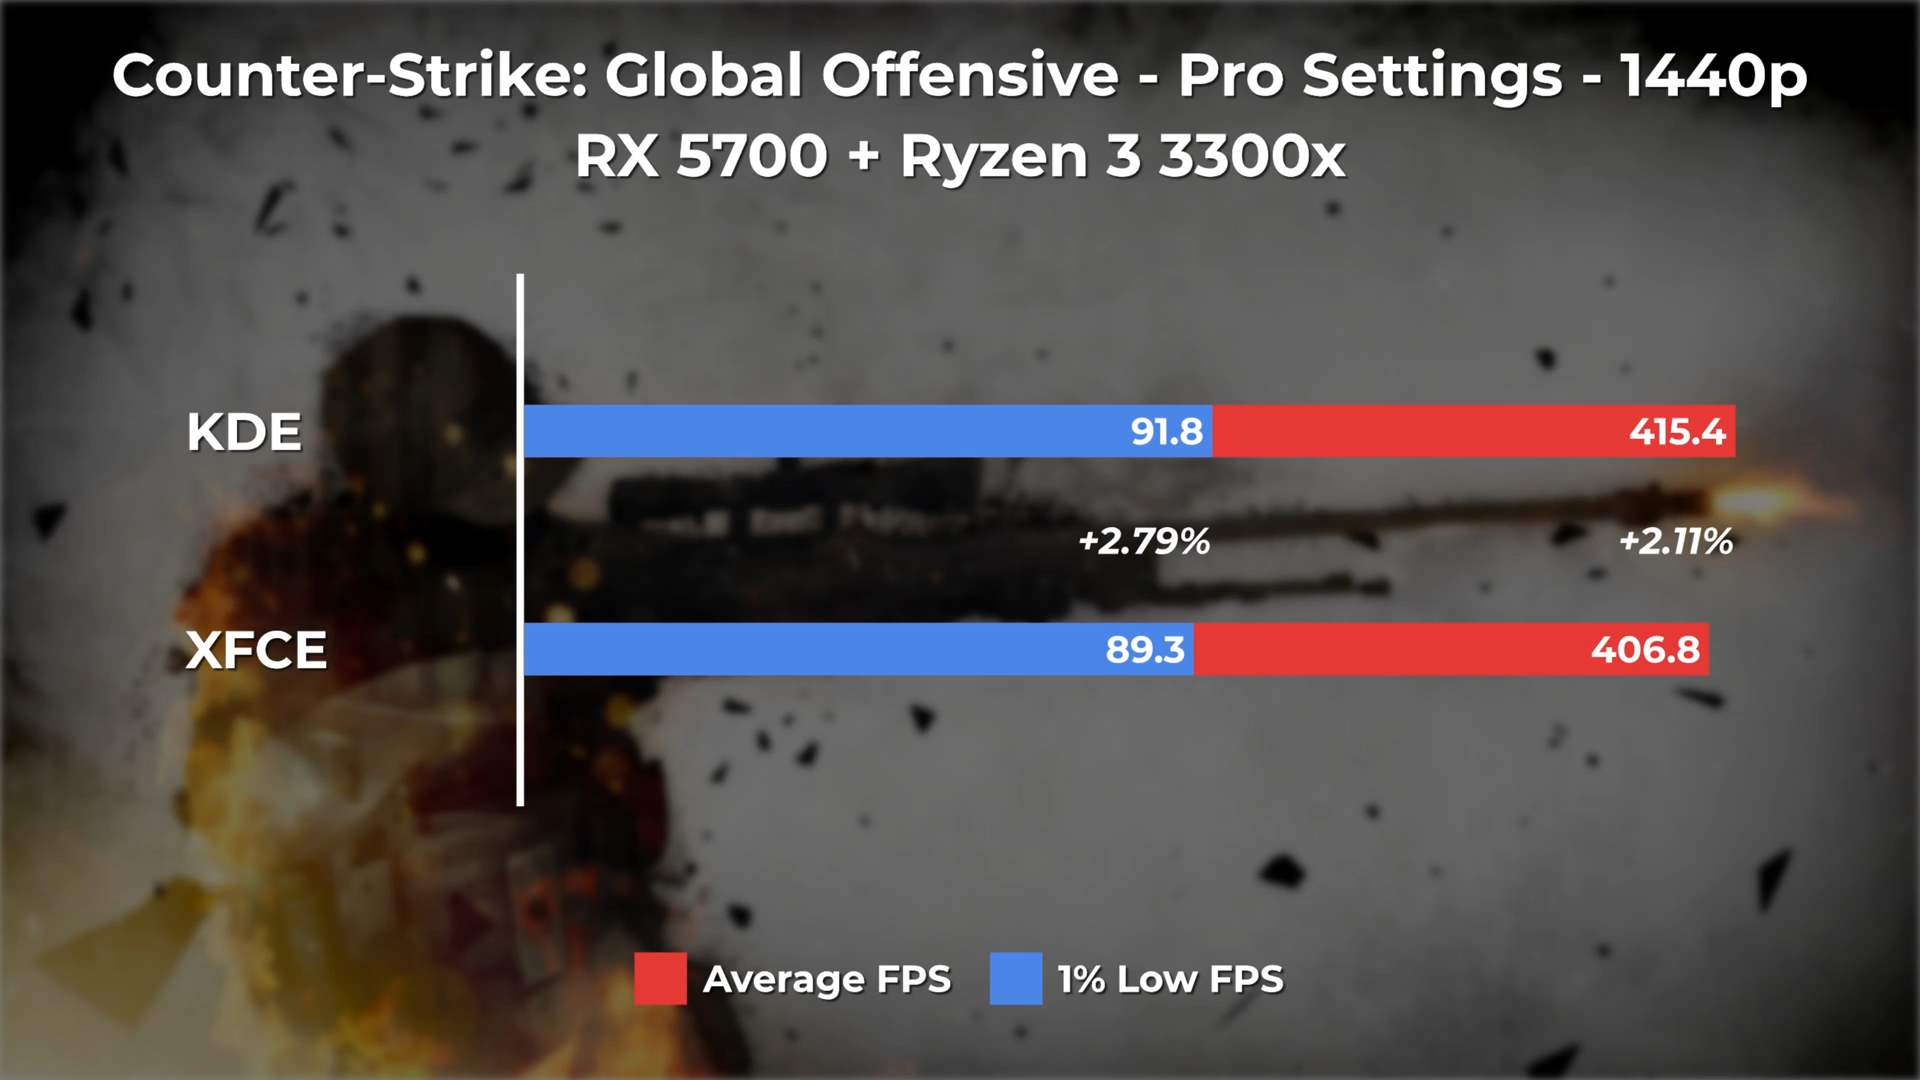 Counter-Strike: Global Offensive - Pro Settings - 1440p
RX 5700 + Ryzen 3 3300x
KDE
91.8
415.4
+2.79%
+2.11%
XFCE
89.3
406.8
Average FPS
1% Low FPS